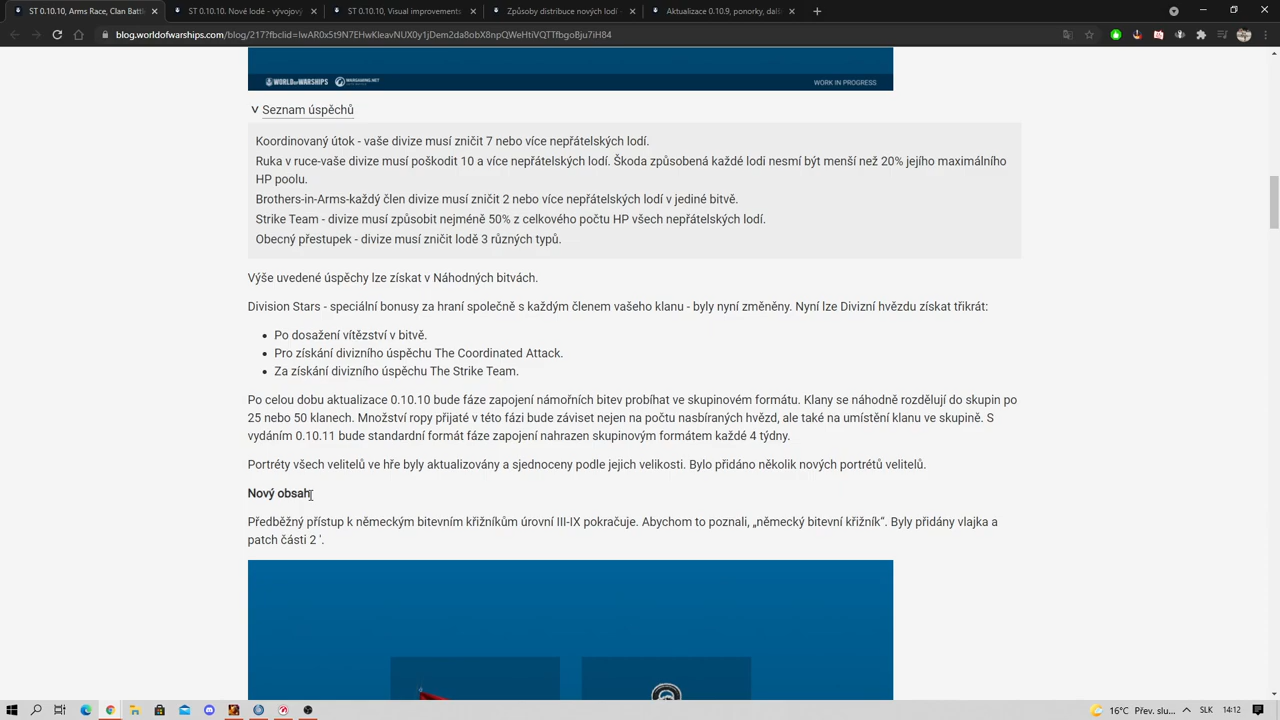 ST 0.10.10, Arms Race, Clan Batt
ST 0.10.10. Nové lodě. - Vývojov
ST 0.10.10, Improvements to the
Způsoby distribuce nových lodí -
Aktualizace 0.10.9, ponorky, dal
blog.worldofwarships.com/blog/217?fbclid=IwAR0x5t9N7EHwKleavNUX0y1jDem2da8obX8npQWeHtiVQTTfbgoBju7iH84
WORLD OF WARSHIPS WARGAMING.NET WORK IN PROGRESS
v Seznam úspěchů
Koordinovaný útok - vaše divize musí zničit 7 nebo více nepřátelských lodí.
Ruka v ruce-vaše divize musí poškodit 10 a více nepřátelských lodí. Škoda způsobená každé lodi nesmí být menší než 20% jejího maximálního
HP poolu.
Brothers-in-Arms-každý člen divize musí zničit 2 nebo více nepřátelských lodí v jediné bitvě.
Strike Team - divize musí způsobit nejméně 50% z celkového počtu HP všech nepřátelských lodí.
Obecný přestupek - divize musí zničit lodě 3 různých typů.
Výše uvedené úspěchy lze získat v Náhodných bitvách.
Division Stars - speciální bonusy za hraní společně s každým členem vašeho klanu - byly nyní změněny. Nyní lze Divizní hvězdu získat třikrát:
• Po dosažení vítězství v bitvě.
• Pro získání divizního úspěchu The Coordinated Attack.
• Za získání divizního úspěchu The Strike Team.
Po celou dobu aktualizace 0.10.10 bude fáze zapojení námořních bitev probíhat ve skupinovém formátu. Klany se náhodně rozdělují do skupin po
25 nebo 50 klanech. Množství ropy přijaté v této fázi bude záviset nejen na počtu nasbíraných hvězd, ale také na umístění klanu ve skupině. S
vydáním 0.10.11 bude standardní formát fáze zapojení nahrazen skupinovým formátem každé 4 týdny.
Portréty všech velitelů ve hře byly aktualizovány a sjednoceny podle jejich velikosti. Bylo přidáno několik nových portrétů velitelů.
Nový obsah
Předběžný přístup k německým bitevním křižníkům úrovní III-IX pokračuje. Abychom to poznali, „německý bitevní křižník“. Byly přidány vlajka a
patch části 2 '.
16°C Prev. slu... SLK 14:12